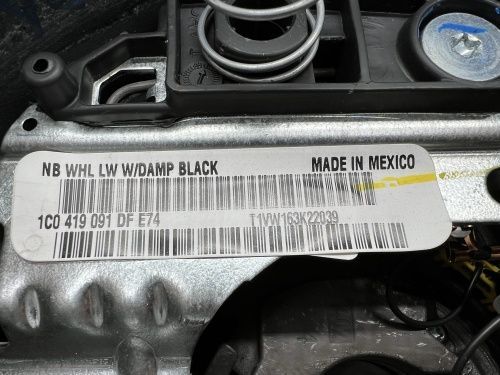 NB WHL LW W/DAMP BLACK MADE IN MEXICO
1C0 419 091 DF E74 T1VW163K22039